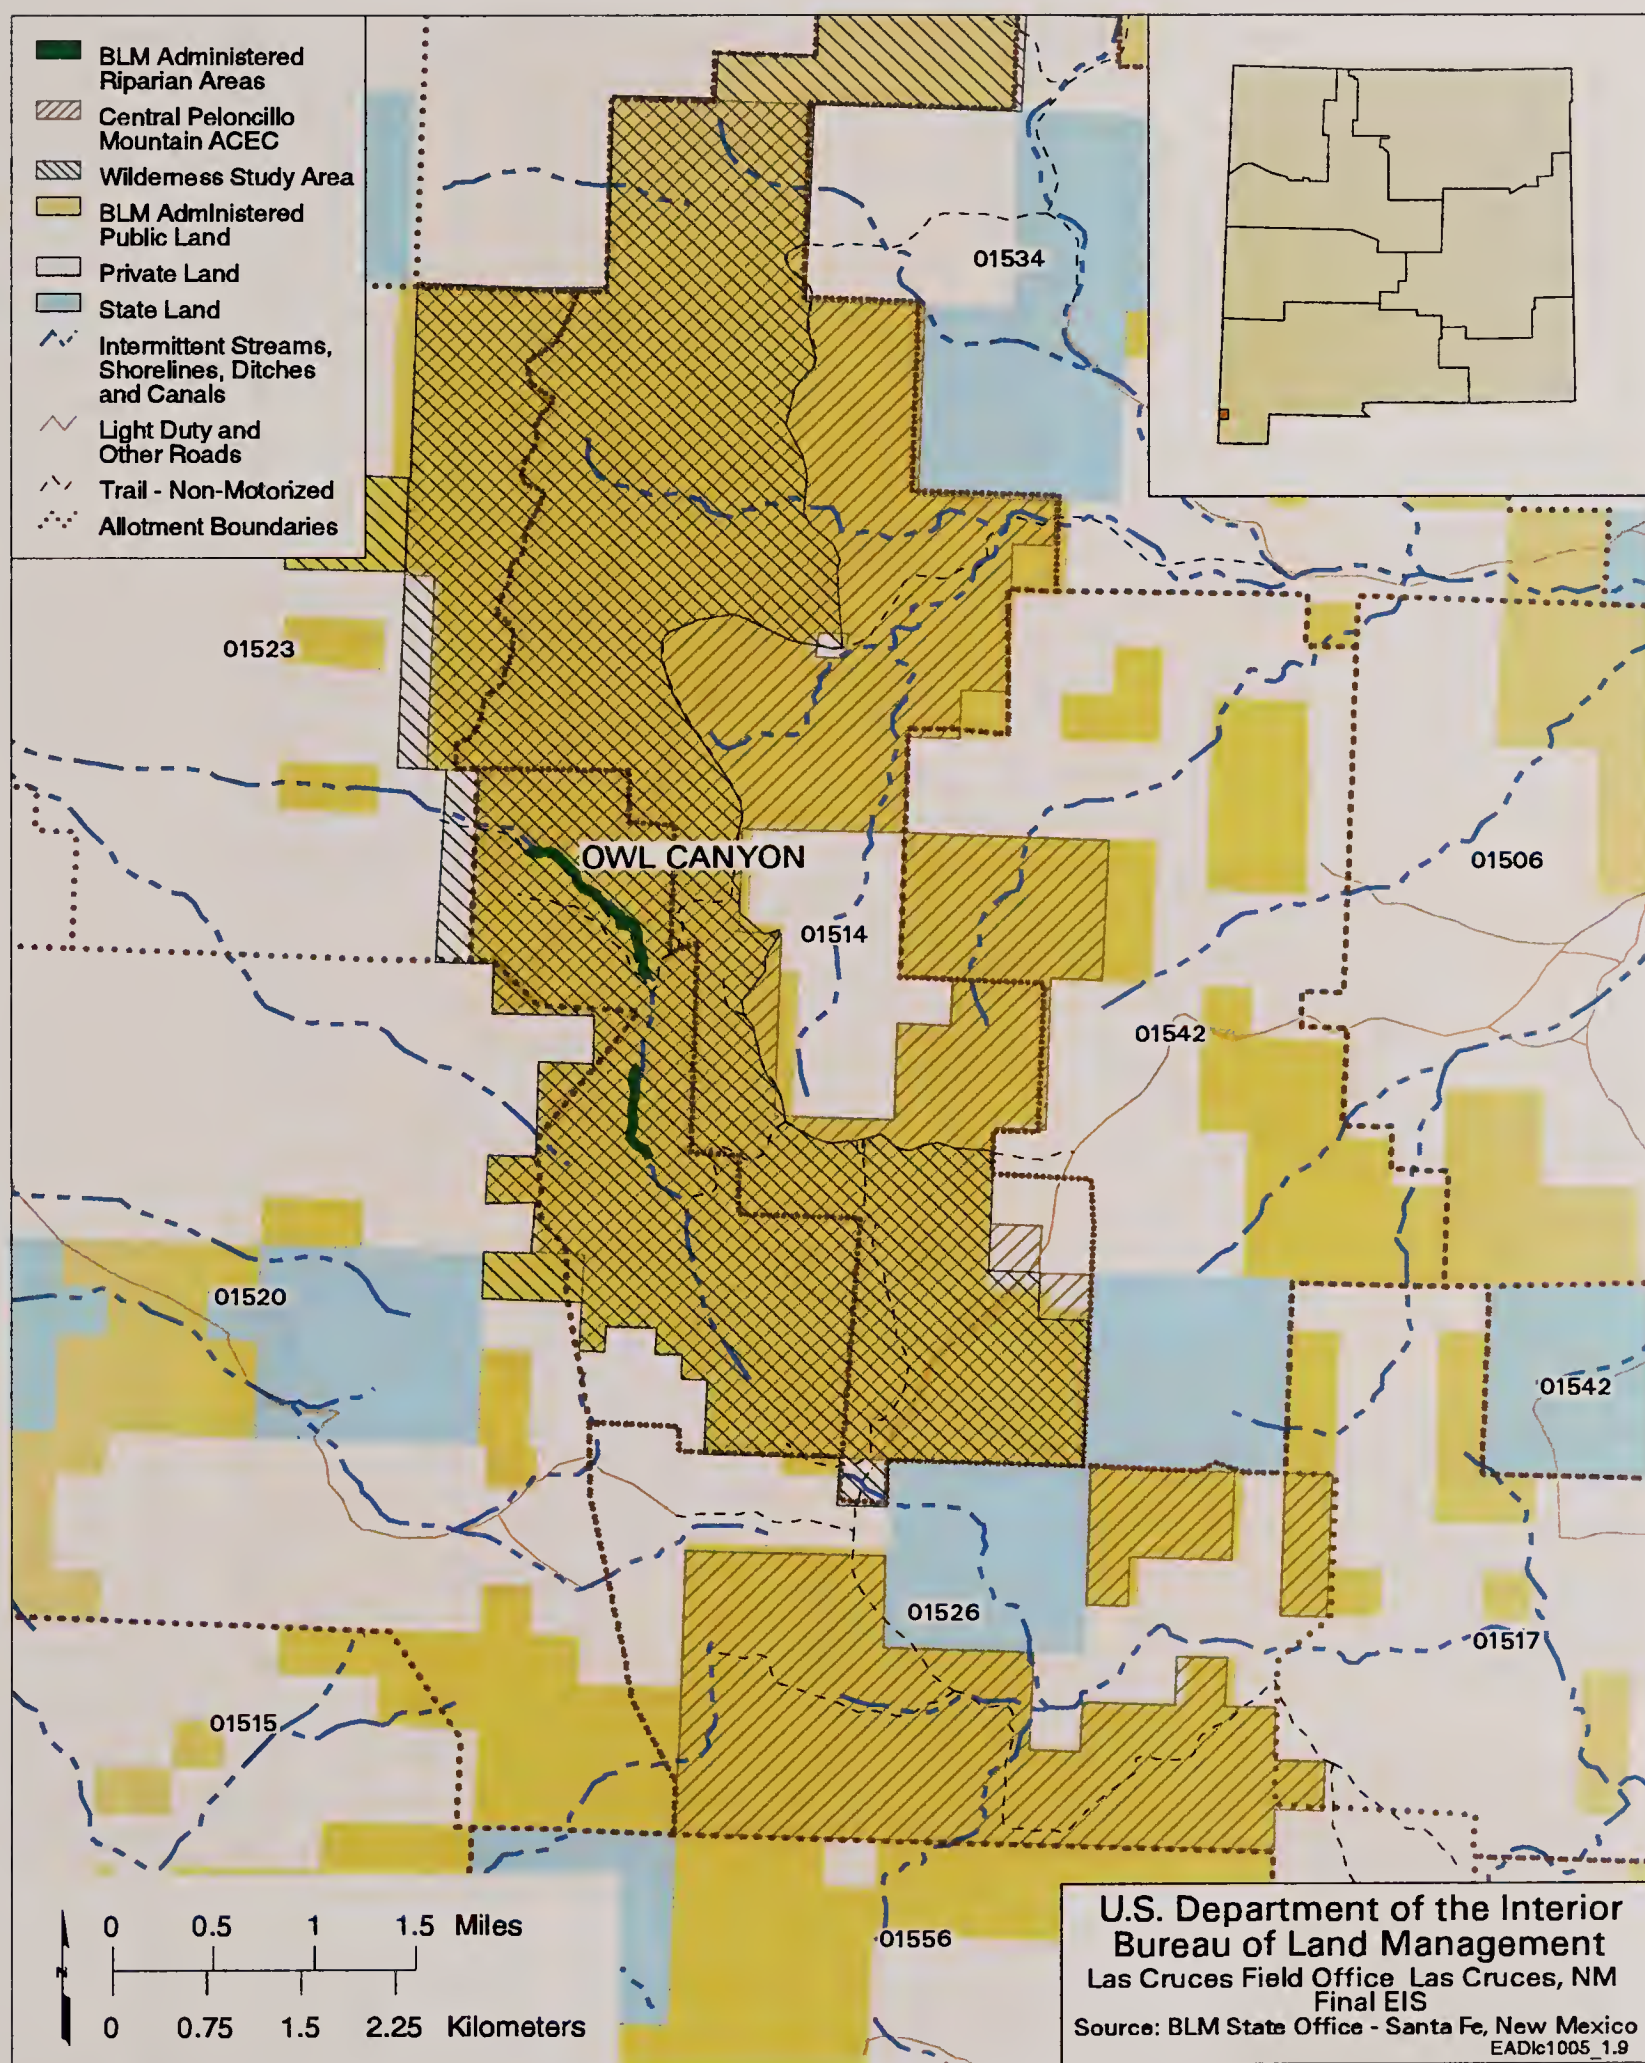 BLM Administered
Riparian Areas
Central Peloncillo
Mountain ACEC
Wilderness Study Area
BLM Administered
Public Land
Private Land
State Land
Intermittent Streams,
Shorelines, Ditches
and Canals
Light Duty and
Other Roads
Trail - Non-Motorized
Allotment Boundaries
01534
01523
OWL CANYON
01506
01514
01542
01520
01542
01526
01517
01515
01556
0 0.5 1 1.5 Miles
N
0 0.75 1.5 2.25 Kilometers
U.S. Department of the Interior
Bureau of Land Management
Las Cruces Field Office Las Cruces, NM
Final EIS
Source: BLM State Office - Santa Fe, New Mexico
EADlc1005_1.9